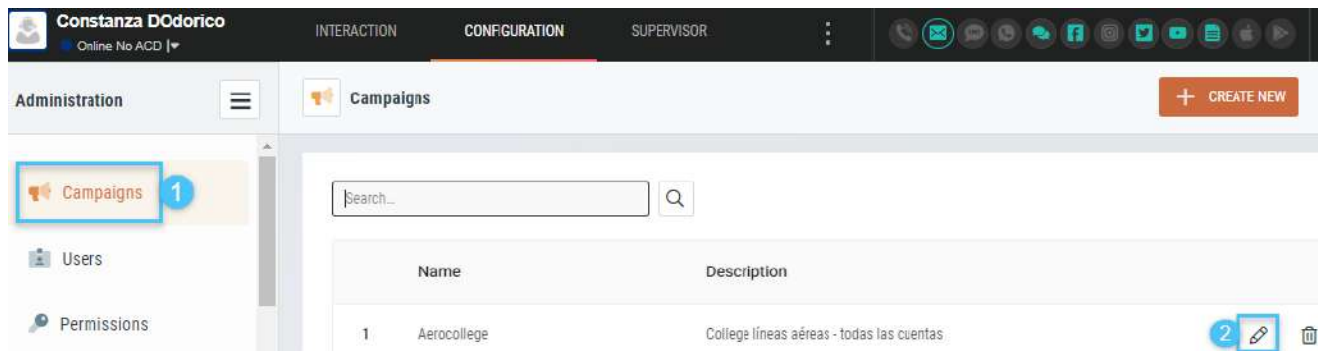 Constanza DOdorico
Online No ACD
INTERACTION
CONFIGURATION
SUPERVISOR
Administration
Campaigns
CREATE NEW
Campaigns
1
Search...
Users
Name
Description
Permissions
1
Aerocollege
College líneas aéreas - todas las cuentas
2